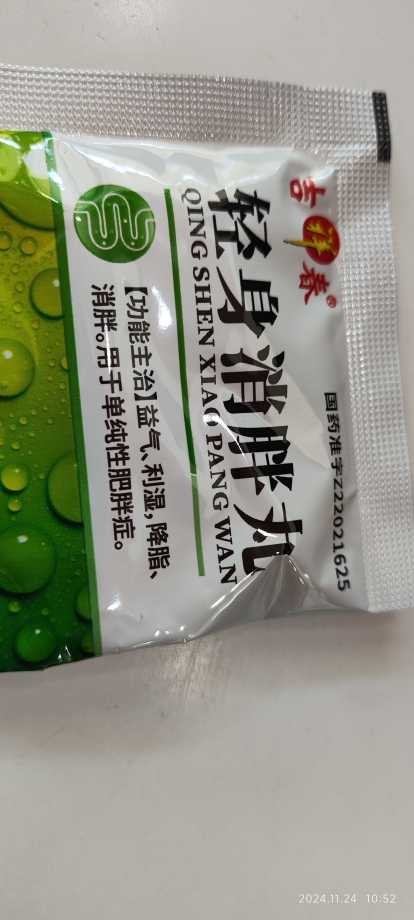 吉祥春®
国药准字Z22021625
轻身消胖丸
QING SHEN XIAO PANG WAN
【功能主治】益气、利湿,降脂、
消胖。用于单纯性肥胖症。
2024.11.24 10:52